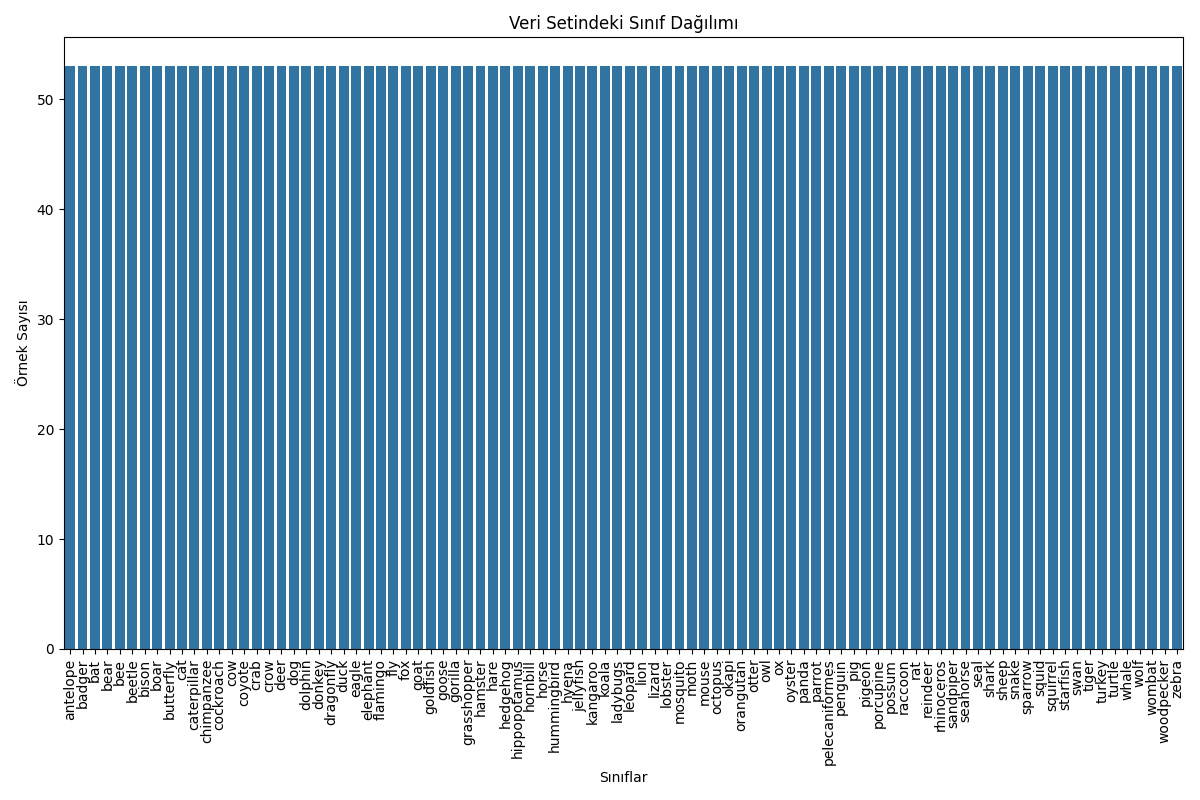 Veri Setindeki Sınıf Dağılımı
Örnek Sayısı
50
40
30
20
10
0
antelope
badger
bat
bear
bee
beetle
bison
boar
butterfly
cat
caterpillar
chimpanzee
cockroach
cow
coyote
crab
crow
deer
dog
dolphin
donkey
dragonfly
duck
eagle
elephant
flamingo
fly
fox
goat
goldfish
goose
gorilla
grasshopper
hamster
hare
hedgehog
hippopotamus
hornbill
horse
hummingbird
hyena
jellyfish
kangaroo
koala
ladybugs
leopard
lion
lizard
lobster
mosquito
moth
mouse
octopus
okapi
orangutan
otter
owl
ox
oyster
panda
parrot
pelecaniformes
penguin
pig
pigeon
porcupine
possum
raccoon
rat
reindeer
rhinoceros
sandpiper
seahorse
seal
shark
sheep
snake
sparrow
squid
squirrel
starfish
swan
tiger
turkey
turtle
whale
wolf
wombat
woodpecker
zebra
Sınıflar